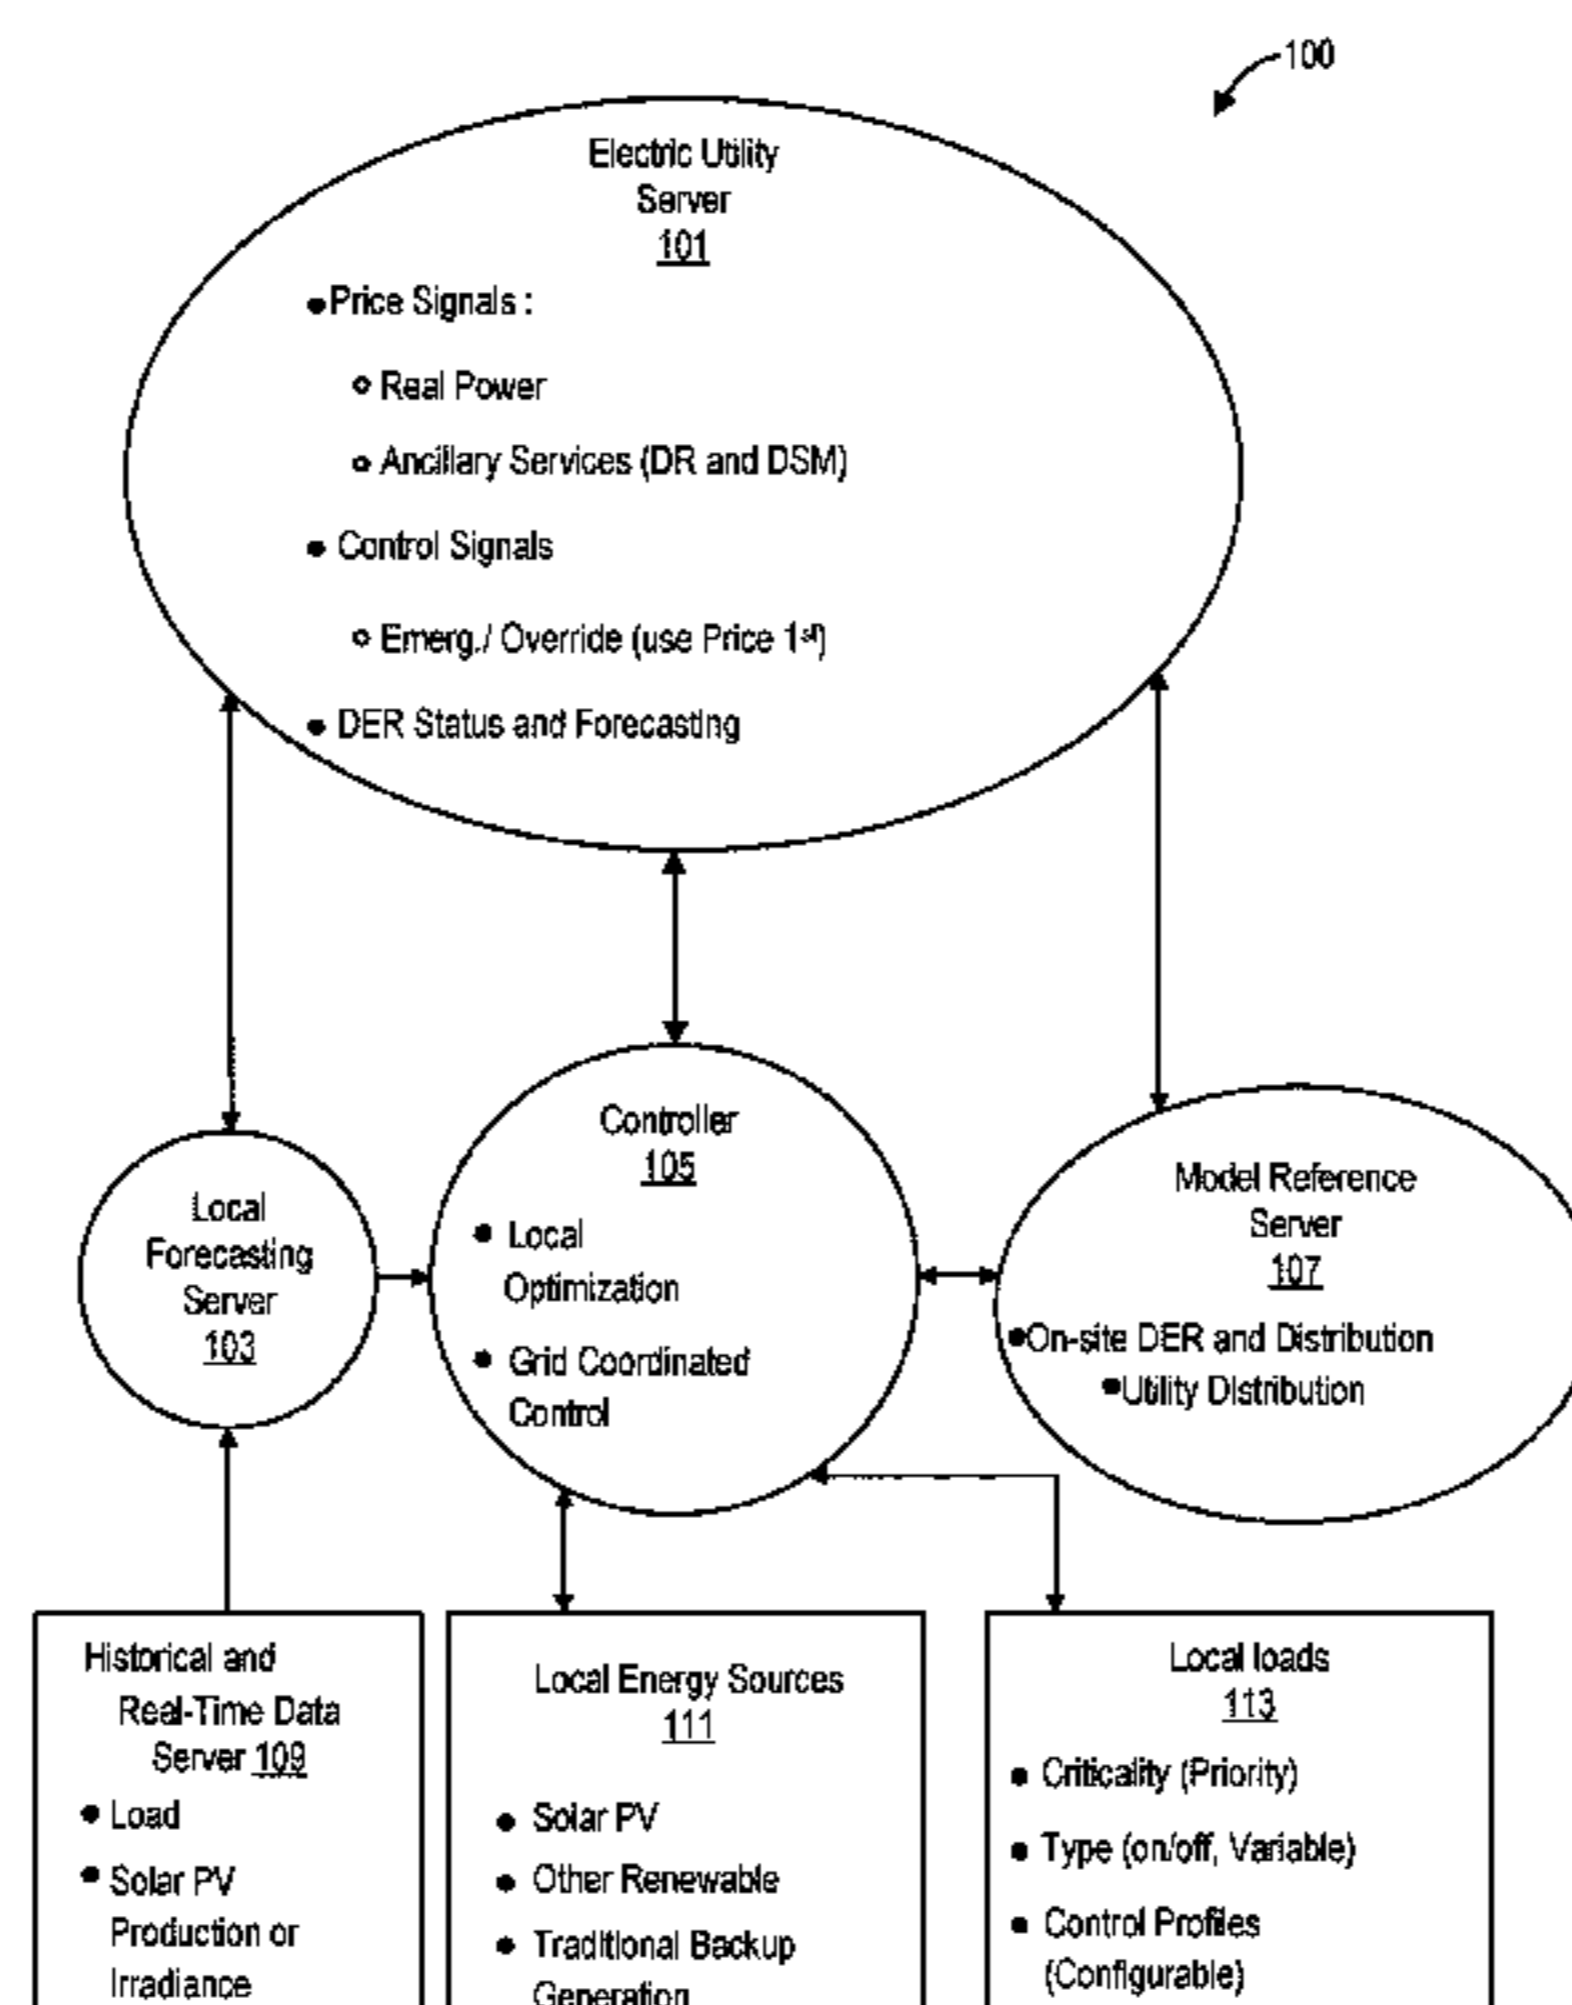 100
Electric Utility
Server
101
●Price Signals :
○ Real Power
○ Ancillary Services (DR and DSM)
● Control Signals
○ Emerg./ Override (use Price 1st)
● DER Status and Forecasting
Controller
105
● Local
Optimization
● Grid Coordinated
Control
Local
Forecasting
Server
103
Model Reference
Server
107
●On-site DER and Distribution
●Utility Distribution
Historical and
Real-Time Data
Server 109
● Load
● Solar PV
Production or
Irradiance
Local Energy Sources
111
● Solar PV
● Other Renewable
● Traditional Backup
Generation
Local loads
113
● Criticality (Priority)
● Type (on/off, Variable)
● Control Profiles
(Configurable)